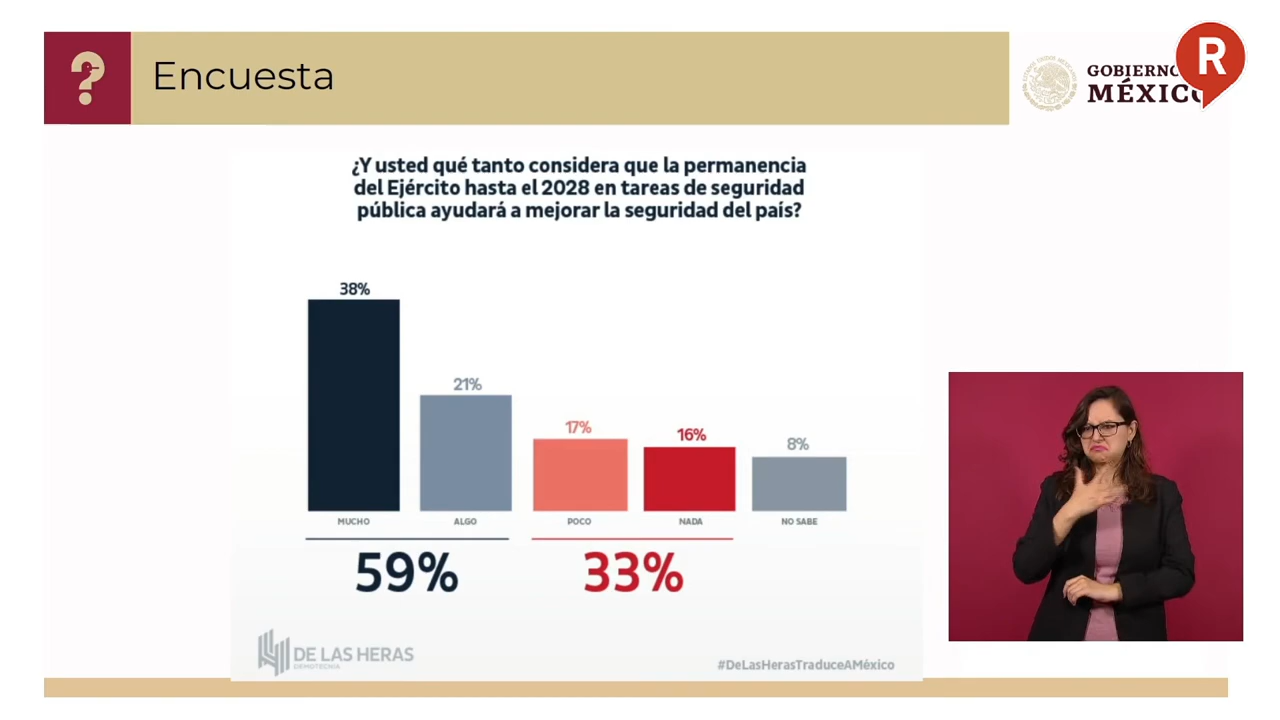 ?
Encuesta
GOBIERNO
MÉXICO
R
¿Y usted qué tanto considera que la permanencia
del Ejército hasta el 2028 en tareas de seguridad
pública ayudará a mejorar la seguridad del país?
38%
21%
17%
16%
8%
MUCHO
ALGO
POCO
NADA
NO SABE
59%
33%
DE LAS HERAS
DEMOTECNIA
#DeLasHerasTraduceAMéxico